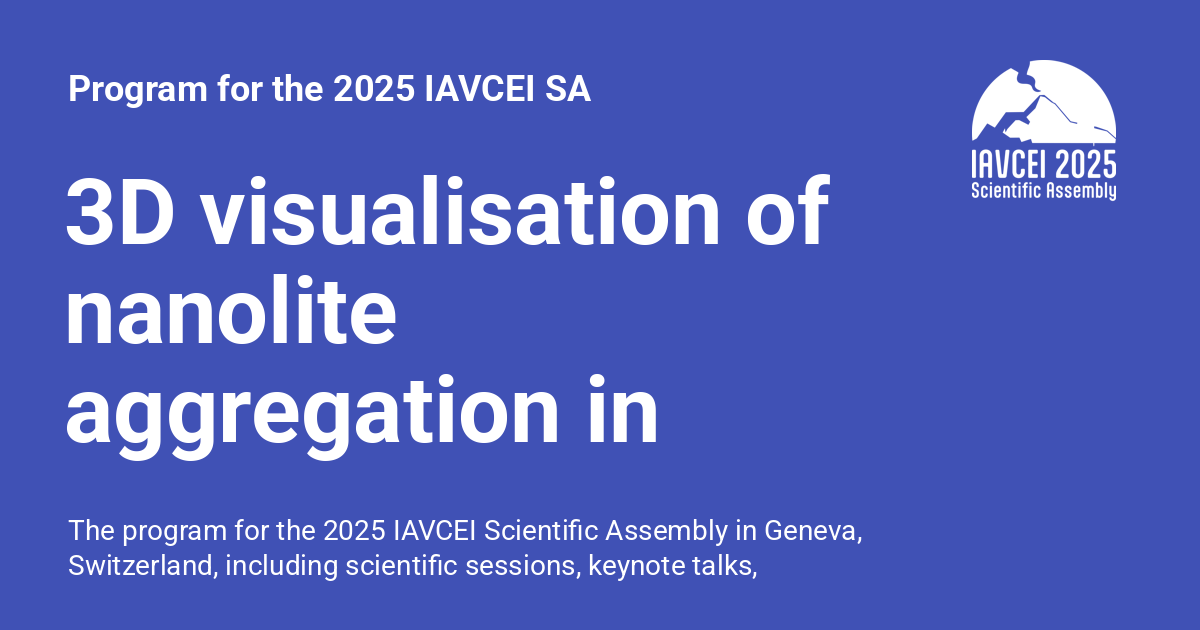 Program for the 2025 IAVCEI SA
IAVCEI 2025
Scientific Assembly
3D visualisation of
nanolite
aggregation in
The program for the 2025 IAVCEI Scientific Assembly in Geneva,
Switzerland, including scientific sessions, keynote talks,